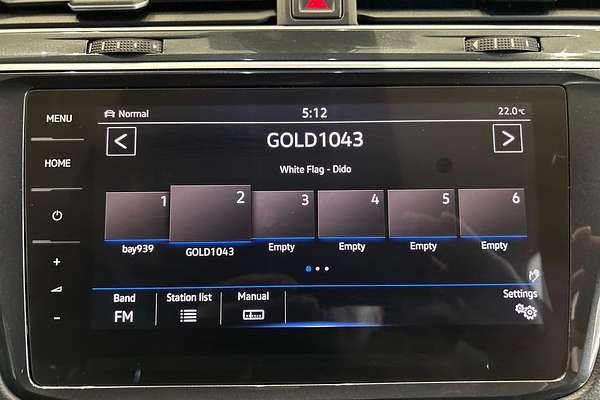 MENU
HOME
+
-
Normal
5:12
22.0°C
<
GOLD1043
>
White Flag - Dido
1
2
3
4
5
6
bay939
GOLD1043
Empty
Empty
Empty
Empty
Band
FM
Station list
Manual
Settings